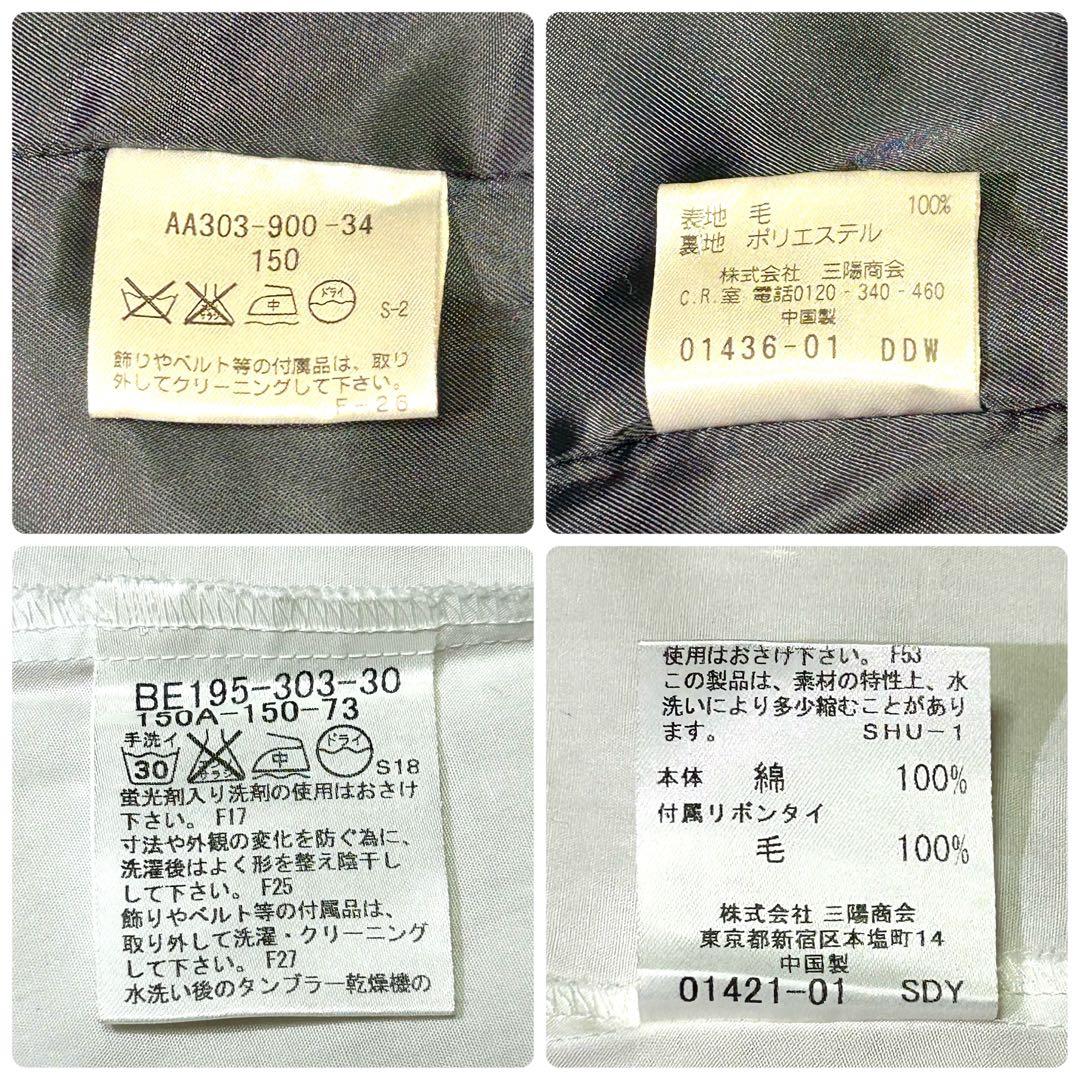 AA303-900-34
150
中 ドライ S-2
飾りやベルト等の付属品は、取り
外してクリーニングして下さい。
F-26
表地 毛 100%
裏地 ポリエステル
株式会社 三陽商会
C.R.室 電話0120-340-460
中国製
01436-01 DDW
BE195-303-30
150A-150-73
手洗イ
30 中 ドライ S18
蛍光剤入り洗剤の使用はおさけ
下さい。 F17
寸法や外観の変化を防ぐ為に、
洗濯後はよく形を整え陰干し
して下さい。 F25
飾りやベルト等の付属品は、
取り外して洗濯・クリーニング
して下さい。 F27
水洗い後のタンブラー乾燥機の
使用はおさけ下さい。 F53
この製品は、素材の特性上、水
洗いにより多少縮むことがあり
ます。 SHU-1
本体 綿 100%
付属リボンタイ
毛 100%
株式会社 三陽商会
東京都新宿区本塩町14
中国製
01421-01 SDY